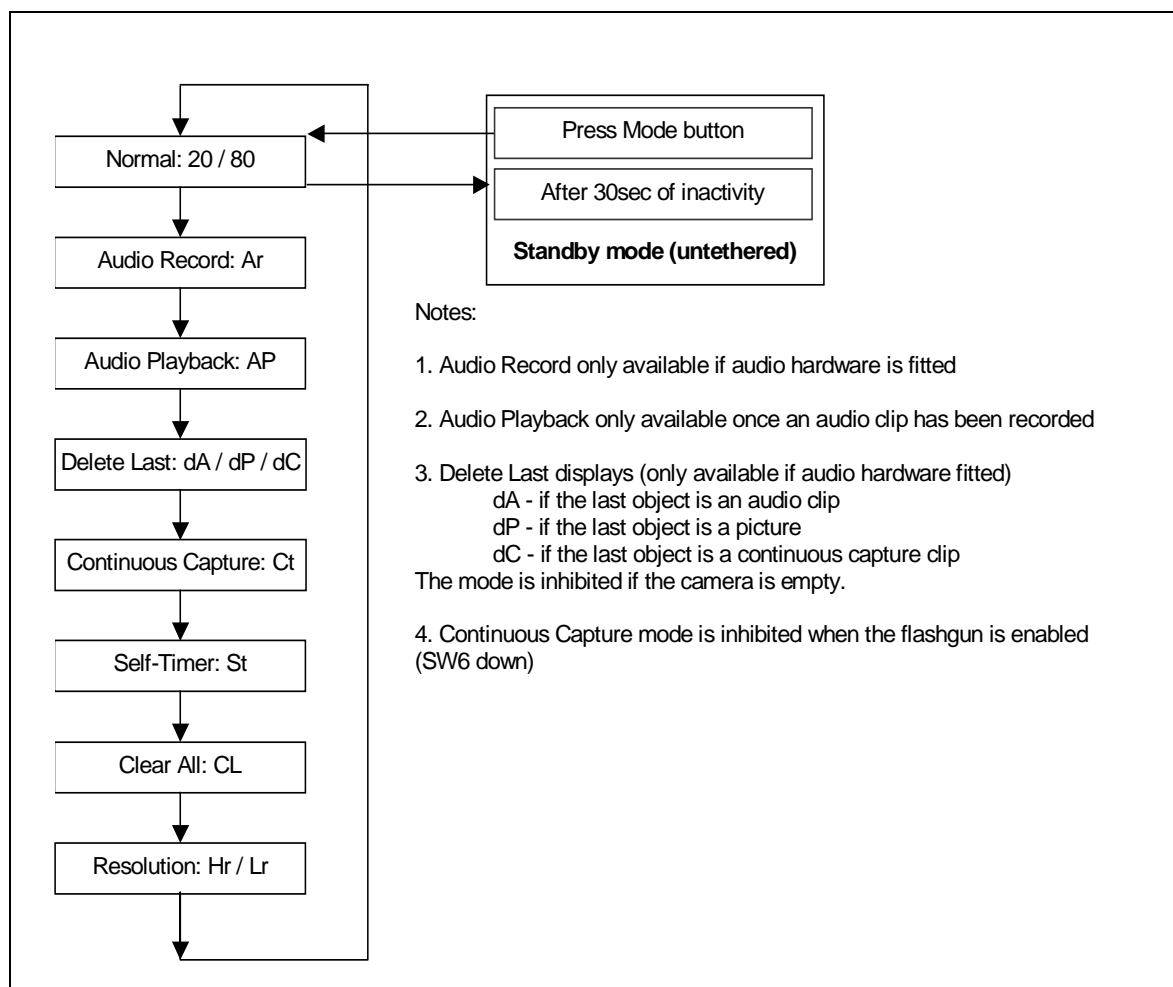 Normal: 20 / 80
Audio Record: Ar
Audio Playback: AP
Delete Last: dA / dP / dC
Continuous Capture: Ct
Self-Timer: St
Clear All: CL
Resolution: Hr / Lr
Press Mode button
After 30sec of inactivity
Standby mode (untethered)
Notes:
1. Audio Record only available if audio hardware is fitted
2. Audio Playback only available once an audio clip has been recorded
3. Delete Last displays (only available if audio hardware fitted)
dA - if the last object is an audio clip
dP - if the last object is a picture
dC - if the last object is a continuous capture clip
The mode is inhibited if the camera is empty.
4. Continuous Capture mode is inhibited when the flashgun is enabled
(SW6 down)